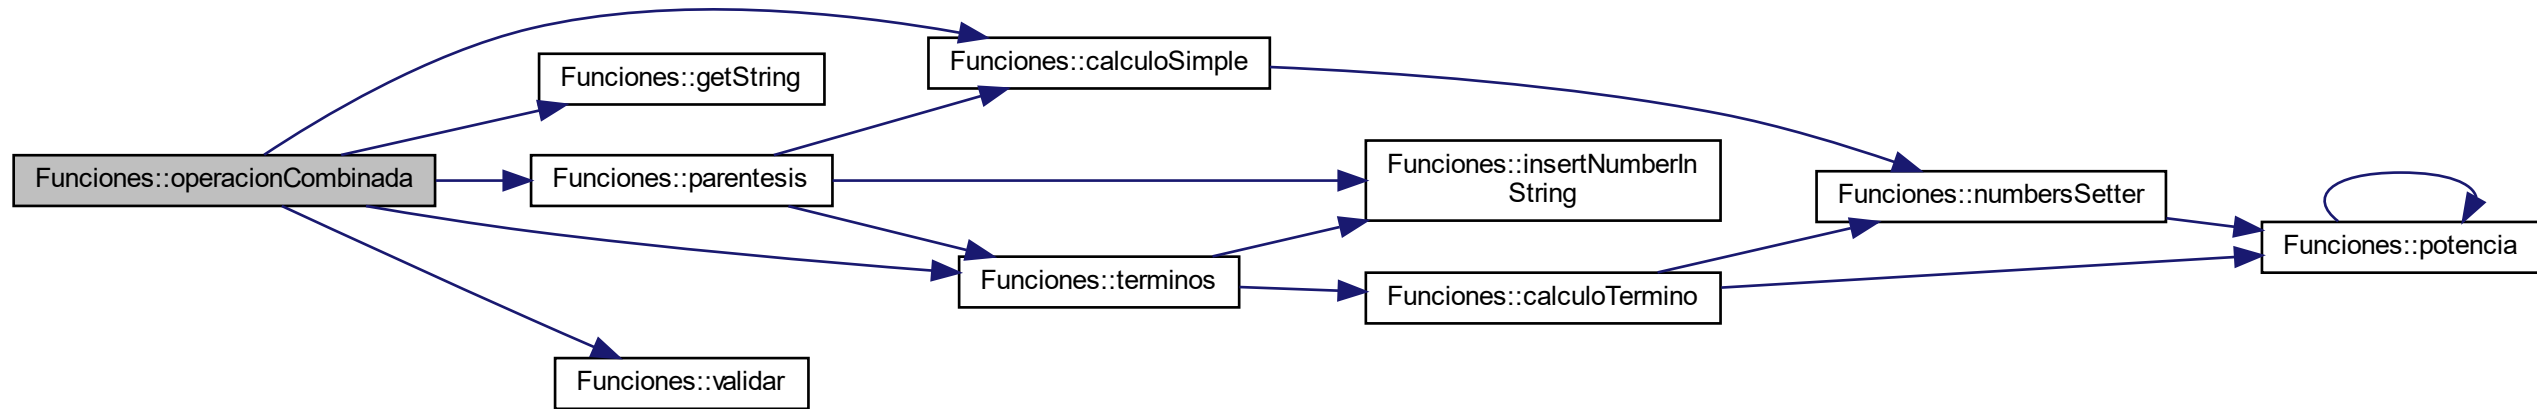 Funciones::operacionCombinada
Funciones::getString
Funciones::parentesis
Funciones::validar
Funciones::calculoSimple
Funciones::terminos
Funciones::insertNumberIn
String
Funciones::calculoTermino
Funciones::numbersSetter
Funciones::potencia